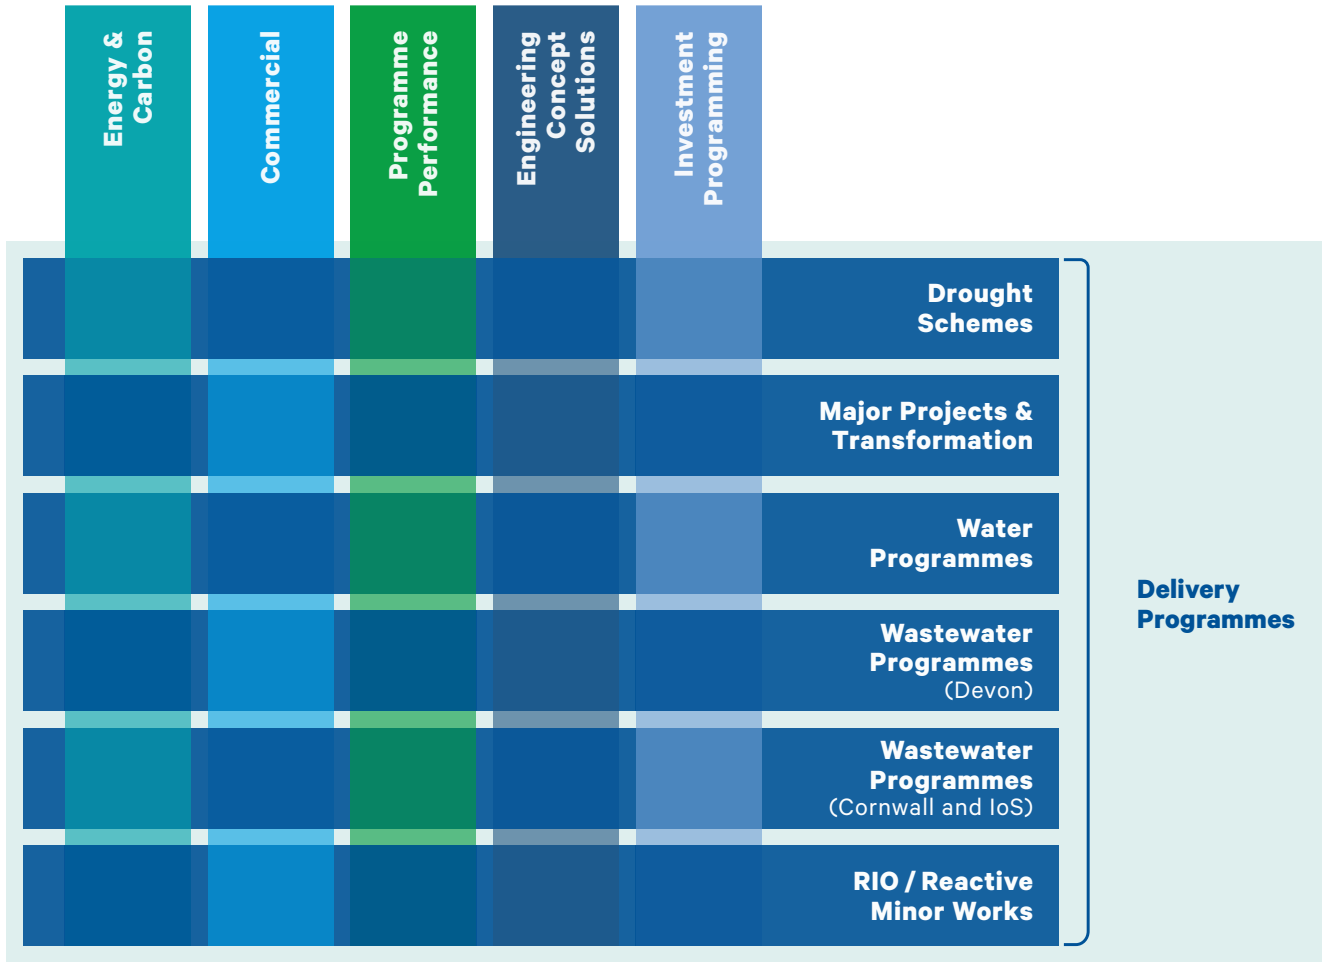 Energy &
Carbon
Commercial
Programme
Performance
Engineering
Concept
Solutions
Investment
Programming
Drought
Schemes
Major Projects &
Transformation
Water
Programmes
Wastewater
Programmes
(Devon)
Wastewater
Programmes
(Cornwall and IoS)
RIO / Reactive
Minor Works
Delivery
Programmes